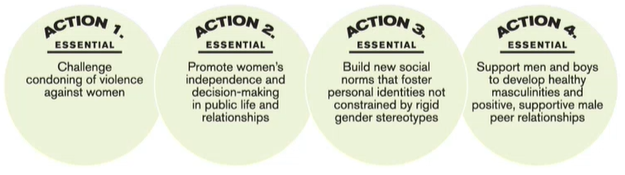 ACTION 1.
ESSENTIAL
Challenge
condoning of violence
against women
ACTION 2.
ESSENTIAL
Promote women's
independence and
decision-making
in public life and
relationships
ACTION 3.
ESSENTIAL
Build new social
norms that foster
personal identities not
constrained by rigid
gender stereotypes
ACTION 4.
ESSENTIAL
Support men and boys
to develop healthy
masculinities and
positive, supportive male
peer relationships